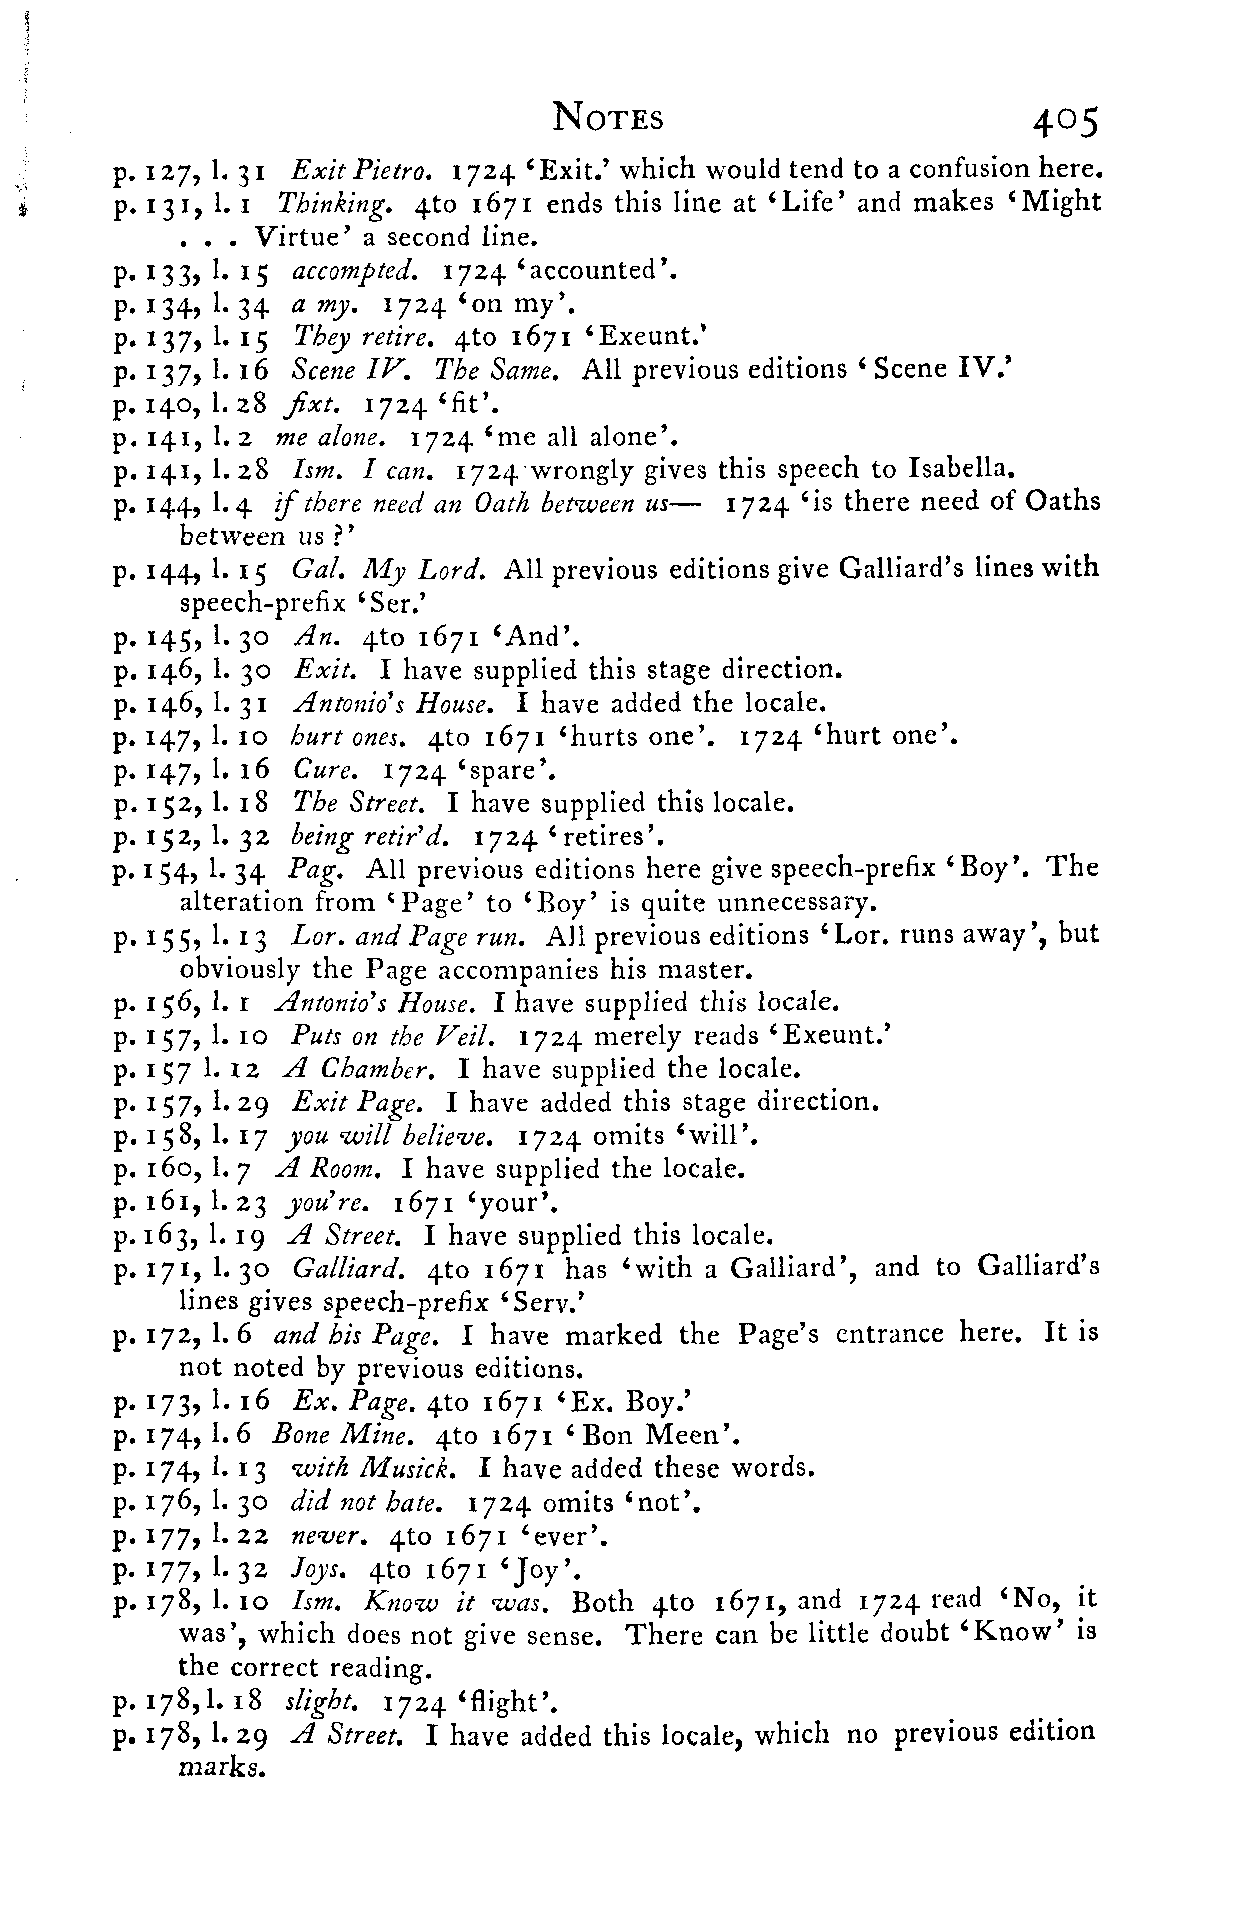 NOTES 405
p. 127, l. 31 Exit Pietro. 1724 ‘Exit.’ which would tend to a confusion here.
p. 131, l. 1 Thinking. 4to 1671 ends this line at ‘Life’ and makes ‘Might
. . . Virtue’ a second line.
p. 133, l. 15 accompted. 1724 ‘accounted’.
p. 134, l. 34 a my. 1724 ‘on my’.
p. 137, l. 15 They retire. 4to 1671 ‘Exeunt.’
p. 137, l. 16 Scene IV. The Same. All previous editions ‘Scene IV.’
p. 140, l. 28 fixt. 1724 ‘fit’.
p. 141, l. 2 me alone. 1724 ‘me all alone’.
p. 141, l. 28 Ism. I can. 1724 wrongly gives this speech to Isabella.
p. 144, l. 4 if there need an Oath between us— 1724 ‘is there need of Oaths
between us ?’
p. 144, l. 15 Gal. My Lord. All previous editions give Galliard’s lines with
speech-prefix ‘Ser.’
p. 145, l. 30 An. 4to 1671 ‘And’.
p. 146, l. 30 Exit. I have supplied this stage direction.
p. 146, l. 31 Antonio’s House. I have added the locale.
p. 147, l. 10 hurt ones. 4to 1671 ‘hurts one’. 1724 ‘hurt one’.
p. 147, l. 16 Cure. 1724 ‘spare’.
p. 152, l. 18 The Street. I have supplied this locale.
p. 152, l. 32 being retir’d. 1724 ‘retires’.
p. 154, l. 34 Pag. All previous editions here give speech-prefix ‘Boy’. The
alteration from ‘Page’ to ‘Boy’ is quite unnecessary.
p. 155, l. 13 Lor. and Page run. All previous editions ‘Lor. runs away’, but
obviously the Page accompanies his master.
p. 156, l. 1 Antonio’s House. I have supplied this locale.
p. 157, l. 10 Puts on the Veil. 1724 merely reads ‘Exeunt.’
p. 157 l. 12 A Chamber. I have supplied the locale.
p. 157, l. 29 Exit Page. I have added this stage direction.
p. 158, l. 17 you will believe. 1724 omits ‘will’.
p. 160, l. 7 A Room. I have supplied the locale.
p. 161, l. 23 you’re. 1671 ‘your’.
p. 163, l. 19 A Street. I have supplied this locale.
p. 171, l. 30 Galliard. 4to 1671 has ‘with a Galliard’, and to Galliard’s
lines gives speech-prefix ‘Serv.’
p. 172, l. 6 and his Page. I have marked the Page’s entrance here. It is
not noted by previous editions.
p. 173, l. 16 Ex. Page. 4to 1671 ‘Ex. Boy.’
p. 174, l. 6 Bone Mine. 4to 1671 ‘Bon Meen’.
p. 174, l. 13 with Musick. I have added these words.
p. 176, l. 30 did not hate. 1724 omits ‘not’.
p. 177, l. 22 never. 4to 1671 ‘ever’.
p. 177, l. 32 Joys. 4to 1671 ‘Joy’.
p. 178, l. 10 Ism. Know it was. Both 4to 1671, and 1724 read ‘No, it
was’, which does not give sense. There can be little doubt ‘Know’ is
the correct reading.
p. 178, l. 18 slight. 1724 ‘flight’.
p. 178, l. 29 A Street. I have added this locale, which no previous edition
marks.